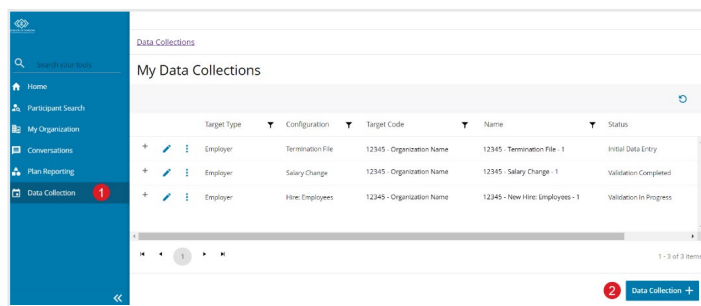 Search your tools
Home
Participant Search
My Organization
Conversations
Plan Reporting
Data Collection 1
Data Collections
My Data Collections
Target Type Configuration Target Code Name Status
Employer Termination File 12345 - Organization Name 12345 - Termination File - 1 Initial Data Entry
Employer Salary Change 12345 - Organization Name 12345 - Salary Change - 1 Validation Completed
Employer Hire: Employees 12345 - Organization Name 12345 - New Hire: Employees - 1 Validation In Progress
1 1 - 3 of 3 items
2 Data Collection +